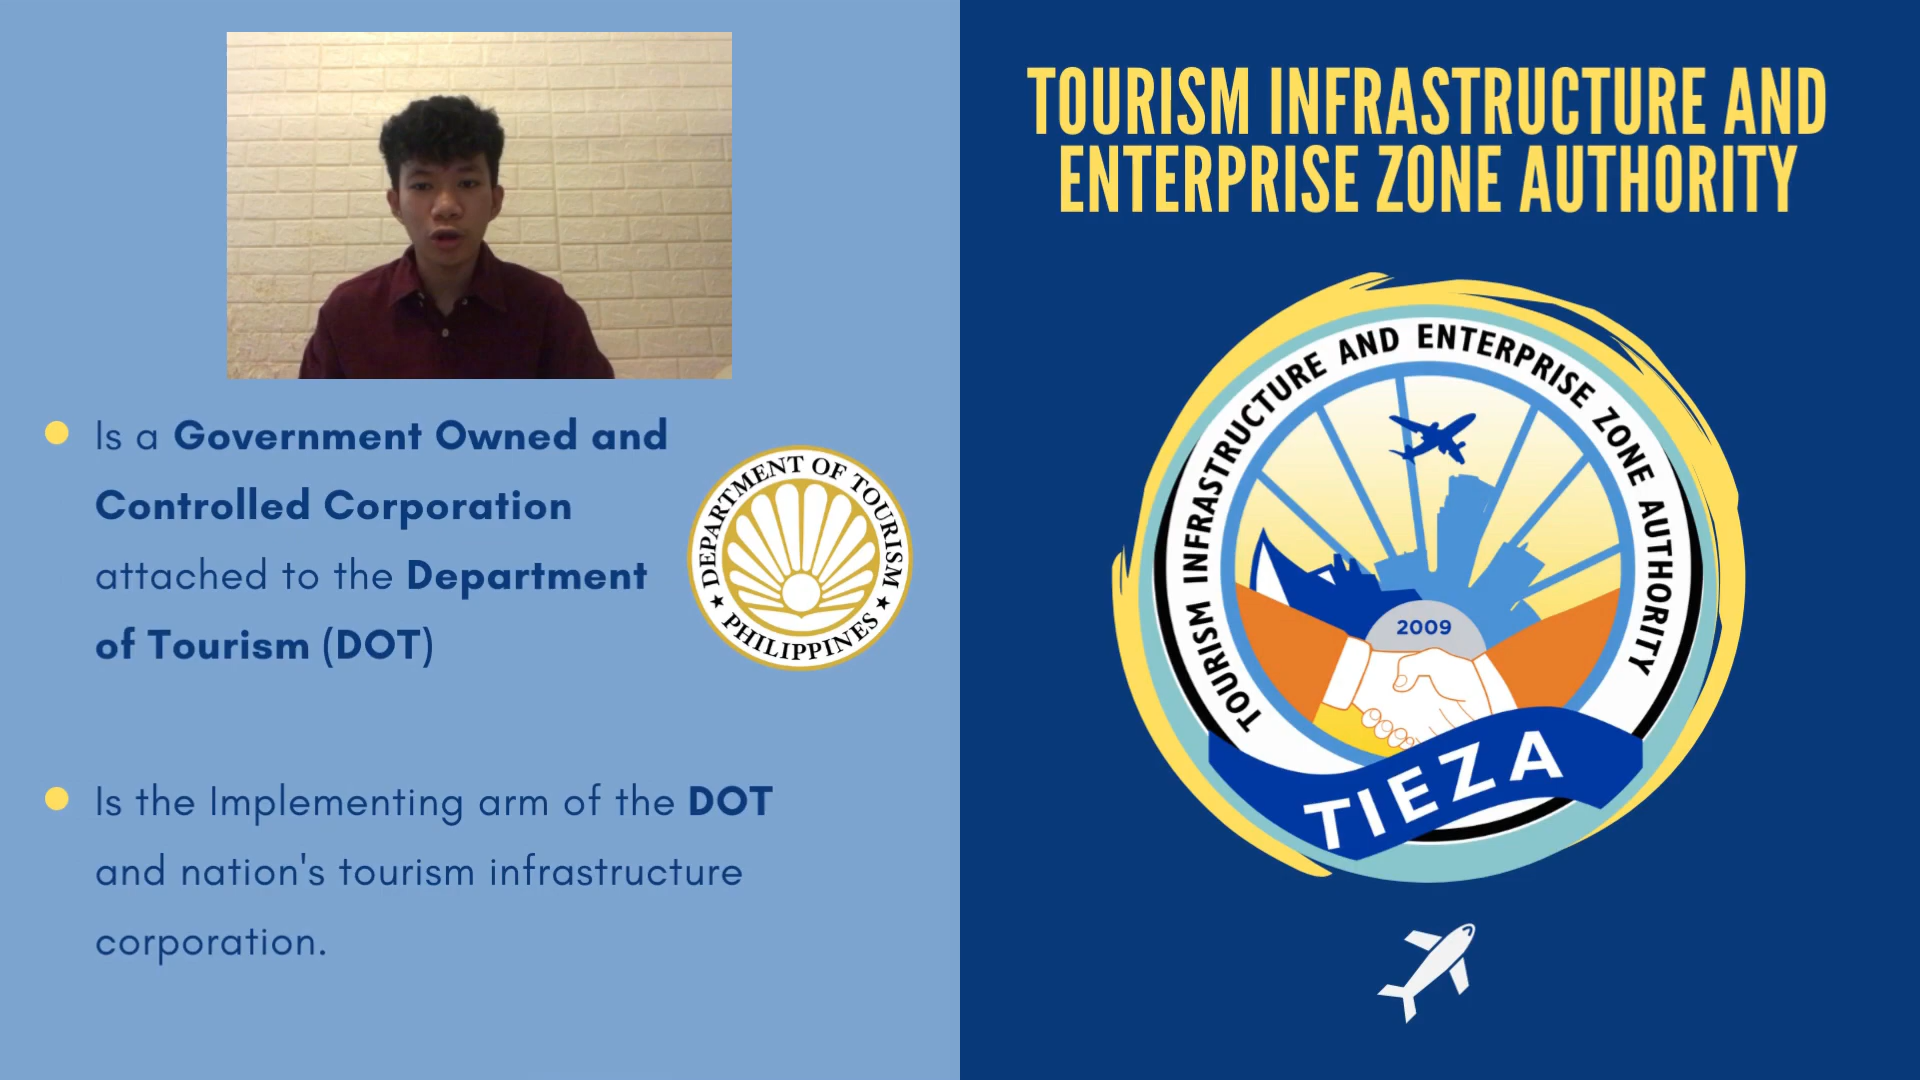 TOURISM INFRASTRUCTURE AND
ENTERPRISE ZONE AUTHORITY
Is a Government Owned and
Controlled Corporation
attached to the Department
of Tourism (DOT)
DEPARTMENT OF TOURISM
★ PHILIPPINES ★
Is the Implementing arm of the DOT
and nation's tourism infrastructure
corporation.
TOURISM INFRASTRUCTURE AND ENTERPRISE ZONE AUTHORITY
2009
TIEZA